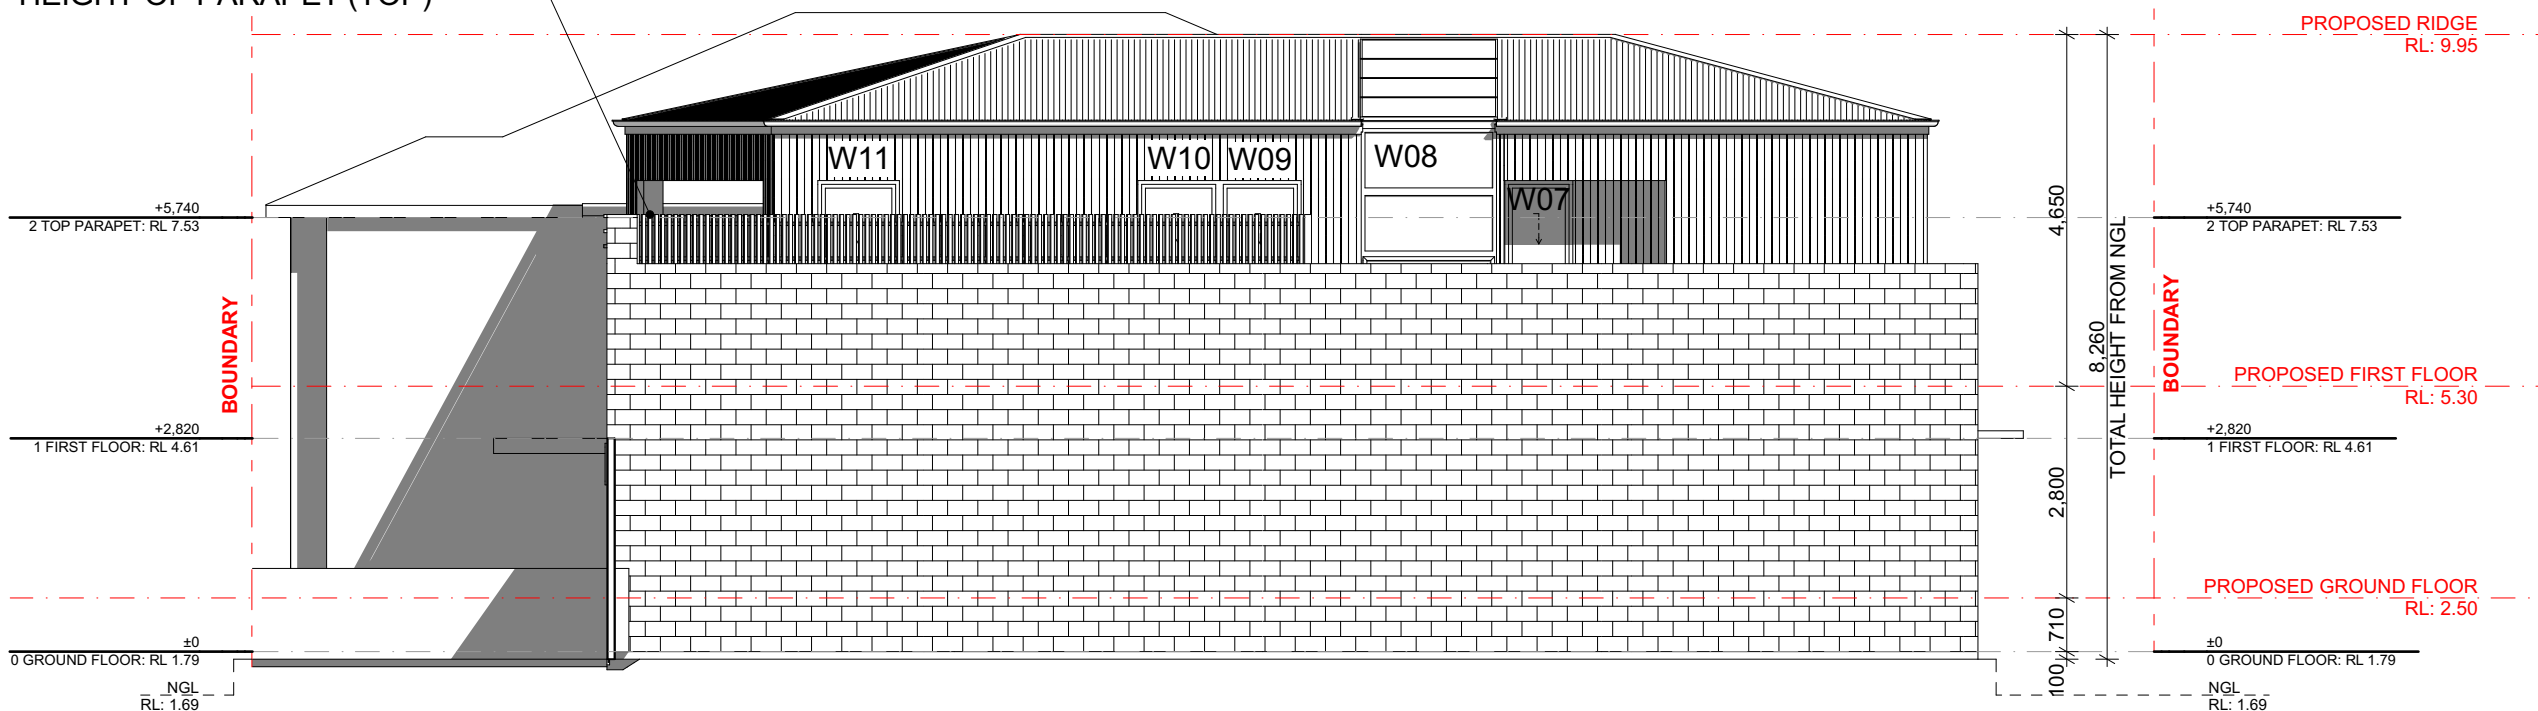 HEIGHT OF PARAPET (TOP)
PROPOSED RIDGE
RL: 9.95
W11
W10
W09
W08
W07
+5,740
2 TOP PARAPET: RL 7.53
+5,740
2 TOP PARAPET: RL 7.53
4,650
TOTAL HEIGHT FROM NGL
8,260
BOUNDARY
BOUNDARY
PROPOSED FIRST FLOOR
RL: 5.30
+2,820
1 FIRST FLOOR: RL 4.61
+2,820
1 FIRST FLOOR: RL 4.61
2,800
PROPOSED GROUND FLOOR
RL: 2.50
710
±0
0 GROUND FLOOR: RL 1.79
±0
0 GROUND FLOOR: RL 1.79
100
NGL
RL: 1.69
NGL
RL: 1.69